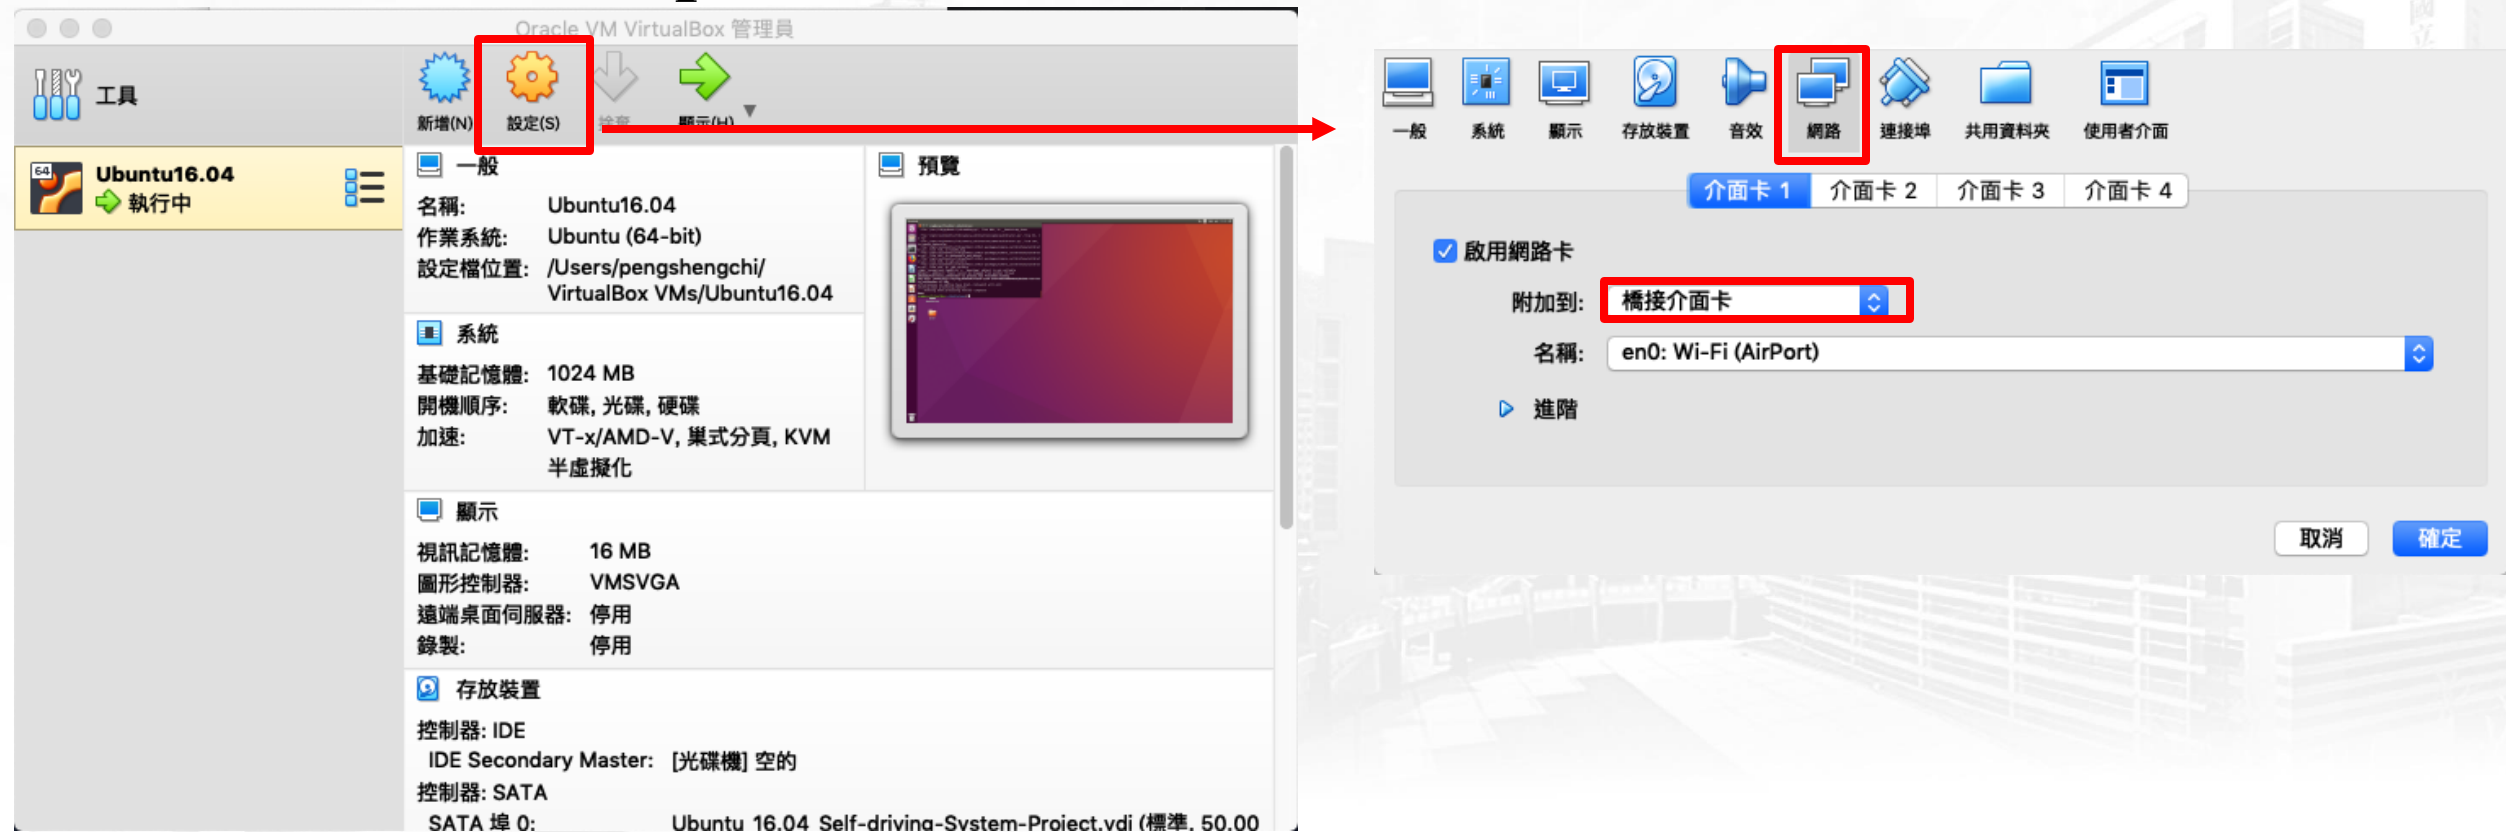 Oracle VM VirtualBox 管理員
工具
新增(N)
設定(S)
捨棄
顯示(H)
64
Ubuntu16.04
執行中
一般
名稱: Ubuntu16.04
作業系統: Ubuntu (64-bit)
設定檔位置: /Users/pengshengchi/
VirtualBox VMs/Ubuntu16.04
系統
基礎記憶體: 1024 MB
開機順序: 軟碟, 光碟, 硬碟
加速: VT-x/AMD-V, 巢式分頁, KVM
半虛擬化
預覽
顯示
視訊記憶體: 16 MB
圖形控制器: VMSVGA
遠端桌面伺服器: 停用
錄製: 停用
存放裝置
控制器: IDE
IDE Secondary Master: [光碟機] 空的
控制器: SATA
SATA 埠 0: Ubuntu 16.04 Self-driving-System-Project.vdi (標準, 50.00
一般
系統
顯示
存放裝置
音效
網路
連接埠
共用資料夾
使用者介面
介面卡 1
介面卡 2
介面卡 3
介面卡 4
啟用網路卡
附加到: 橋接介面卡
名稱: en0: Wi-Fi (AirPort)
進階
取消
確定